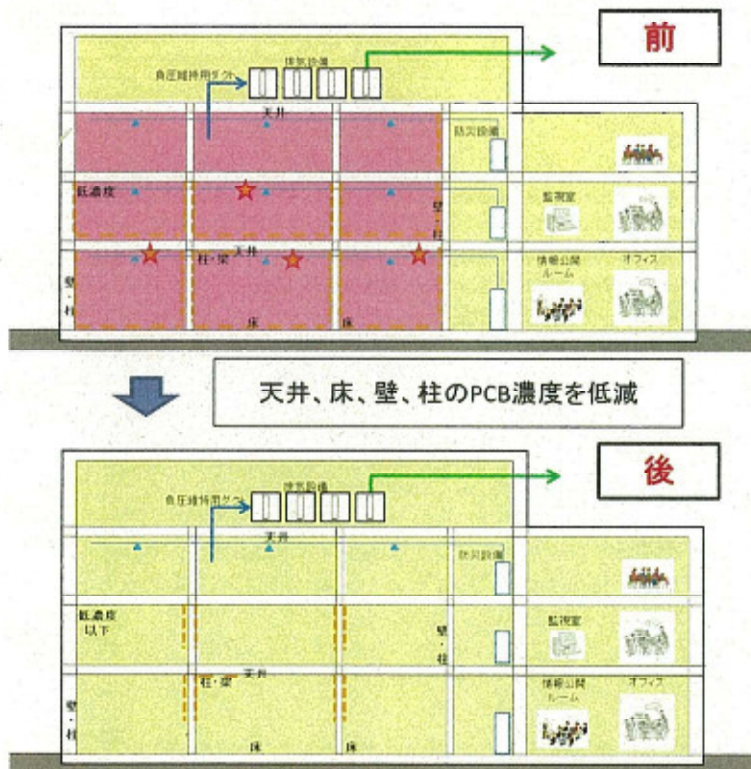 前
排気設備
負圧維持用ダクト
天井
防災設備
低濃度
壁・柱
監視室
天井
柱・梁
情報公開
ルーム
オフィス
壁・柱
床
床
天井、床、壁、柱のPCB濃度を低減
後
排気設備
負圧維持用ダクト
天井
防災設備
低濃度
以下
壁・柱
監視室
天井
柱・梁
情報公開
ルーム
オフィス
壁・柱
床
床